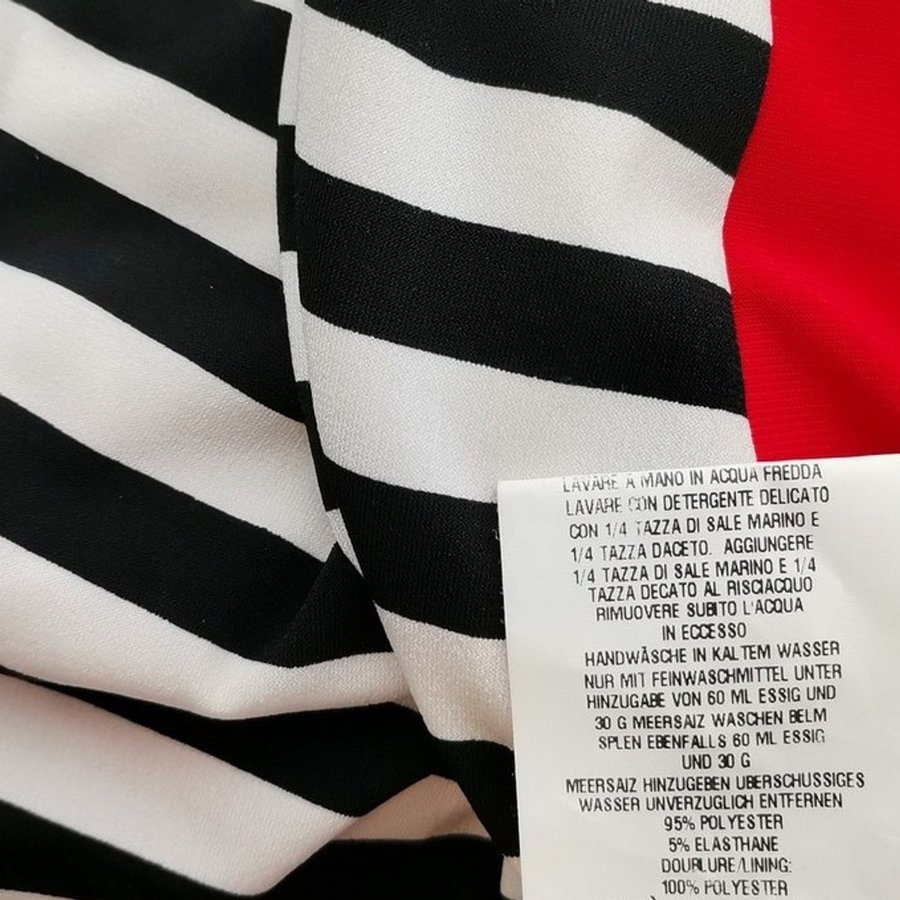 LAVARE A MANO IN ACQUA FREDDA
LAVARE CON DETERGENTE DELICATO
CON 1/4 TAZZA DI SALE MARINO E
1/4 TAZZA DACETO. AGGIUNGERE
1/4 TAZZA DI SALE MARINO E 1/4
TAZZA DECATO AL RISCIACQUO
RIMUOVERE SUBITO L'ACQUA
IN ECCESSO
HANDWÄSCHE IN KALTEM WASSER
NUR MIT FEINWASCHMITTEL UNTER
HINZUGABE VON 60 ML ESSIG UND
30 G MEERSAIZ WASCHEN BELM
SPLEN EBENFALLS 60 ML ESSIG
UND 30 G
MEERSAIZ HINZUGEBEN UBERSCHUSSIGES
WASSER UNVERZUGLICH ENTFERNEN
95% POLYESTER
5% ELASTHANE
DOUBLURE/LINING:
100% POLYESTER